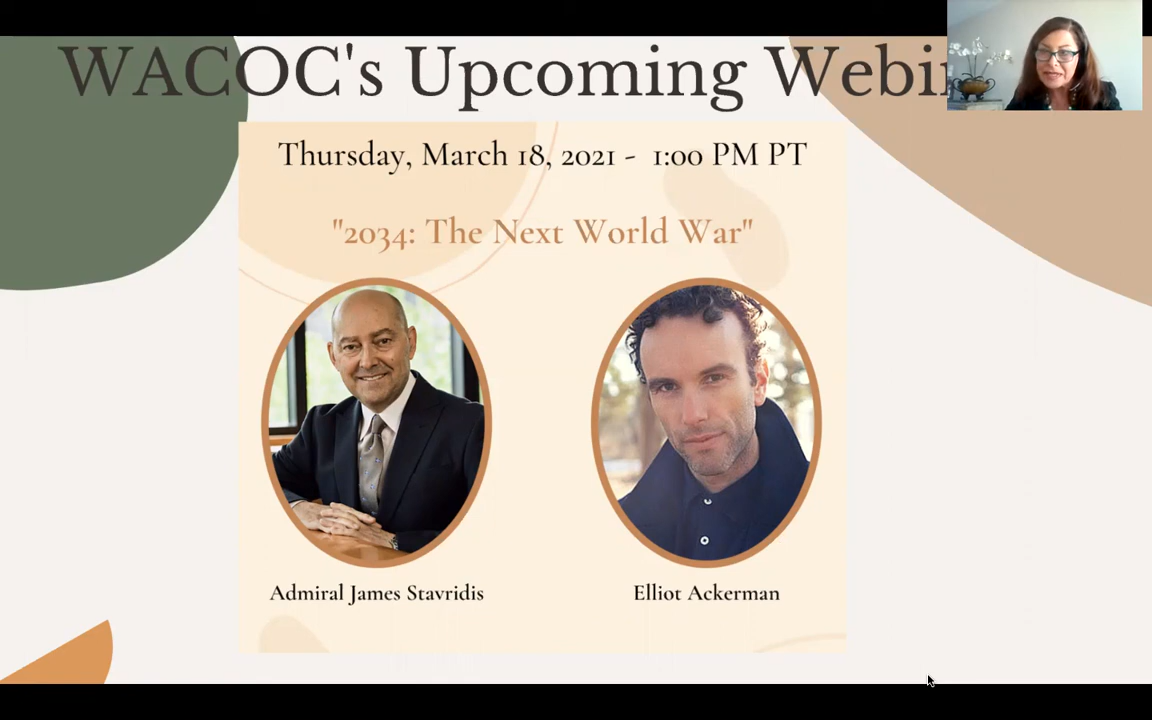 WACOC's Upcoming
Thursday, March 18, 2021 - 1:00 PM PT
"2034: The Next World War"
Admiral James Stavridis
Elliot Ackerman